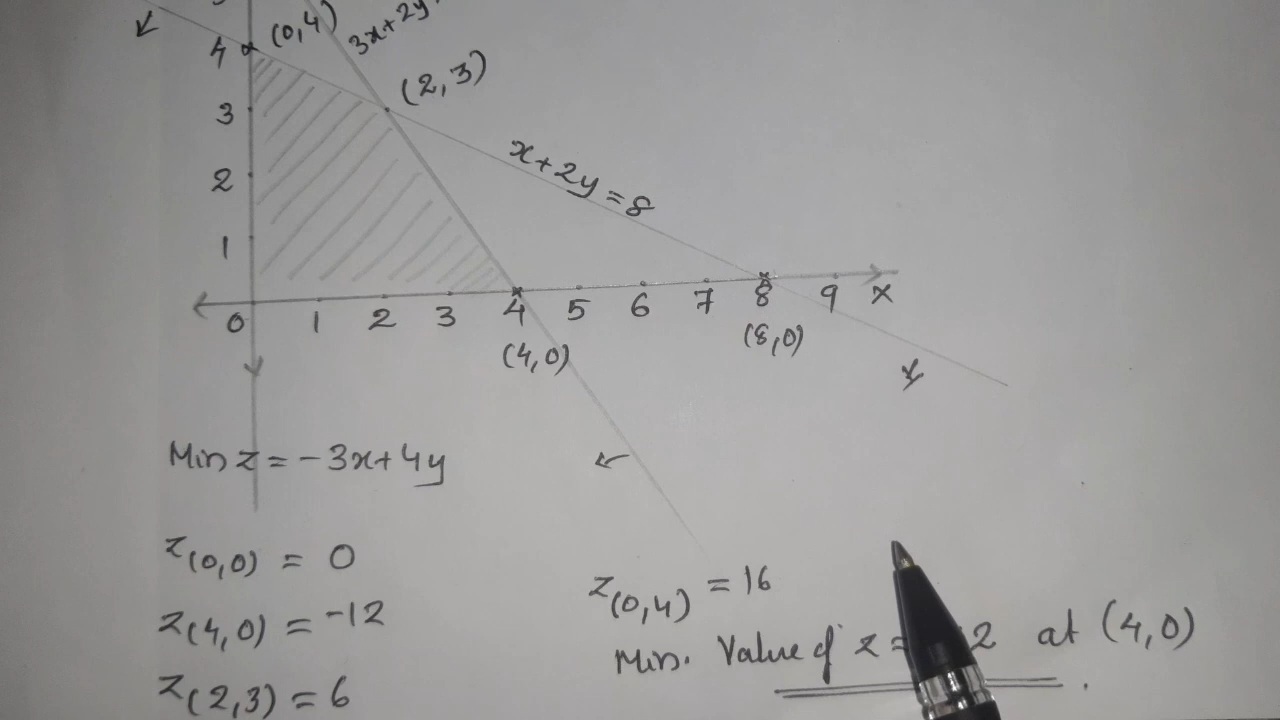 (0,4)
3x+2y
4
(2,3)
3
x+2y=8
2
1
0 1 2 3 4 5 6 7 8 9 x
(4,0) (8,0)
Min z = -3x+4y
z(0,0) = 0
z(4,0) = -12
z(2,3) = 6
z(0,4) = 16
Min. Value of z = 2 at (4,0).